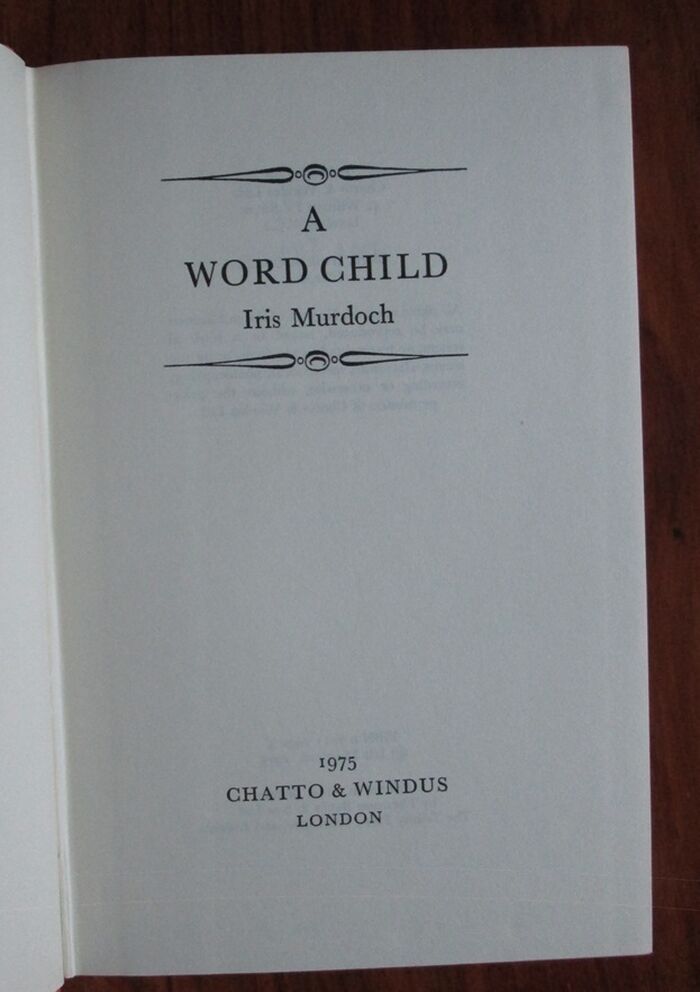 A
WORD CHILD
Iris Murdoch
1975
CHATTO & WINDUS
LONDON